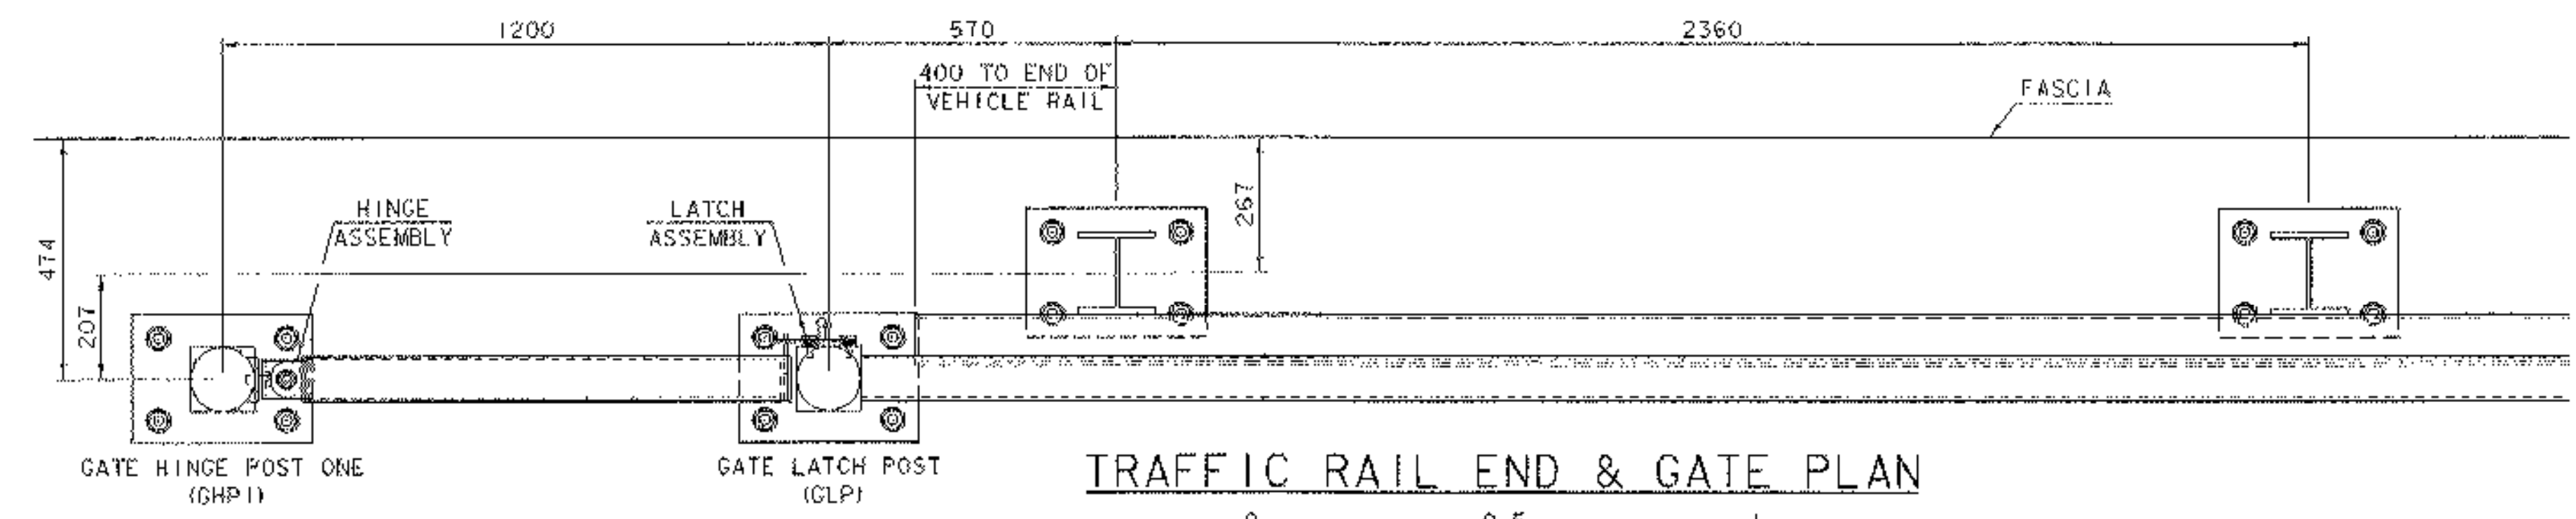 1200
570
2360
400 TO END OF
VEHICLE RAIL
FASCIA
474
207
HINGE
ASSEMBLY
LATCH
ASSEMBLY
267
GATE HINGE POST ONE
(GHP1)
GATE LATCH POST
(GLP)
TRAFFIC RAIL END & GATE PLAN